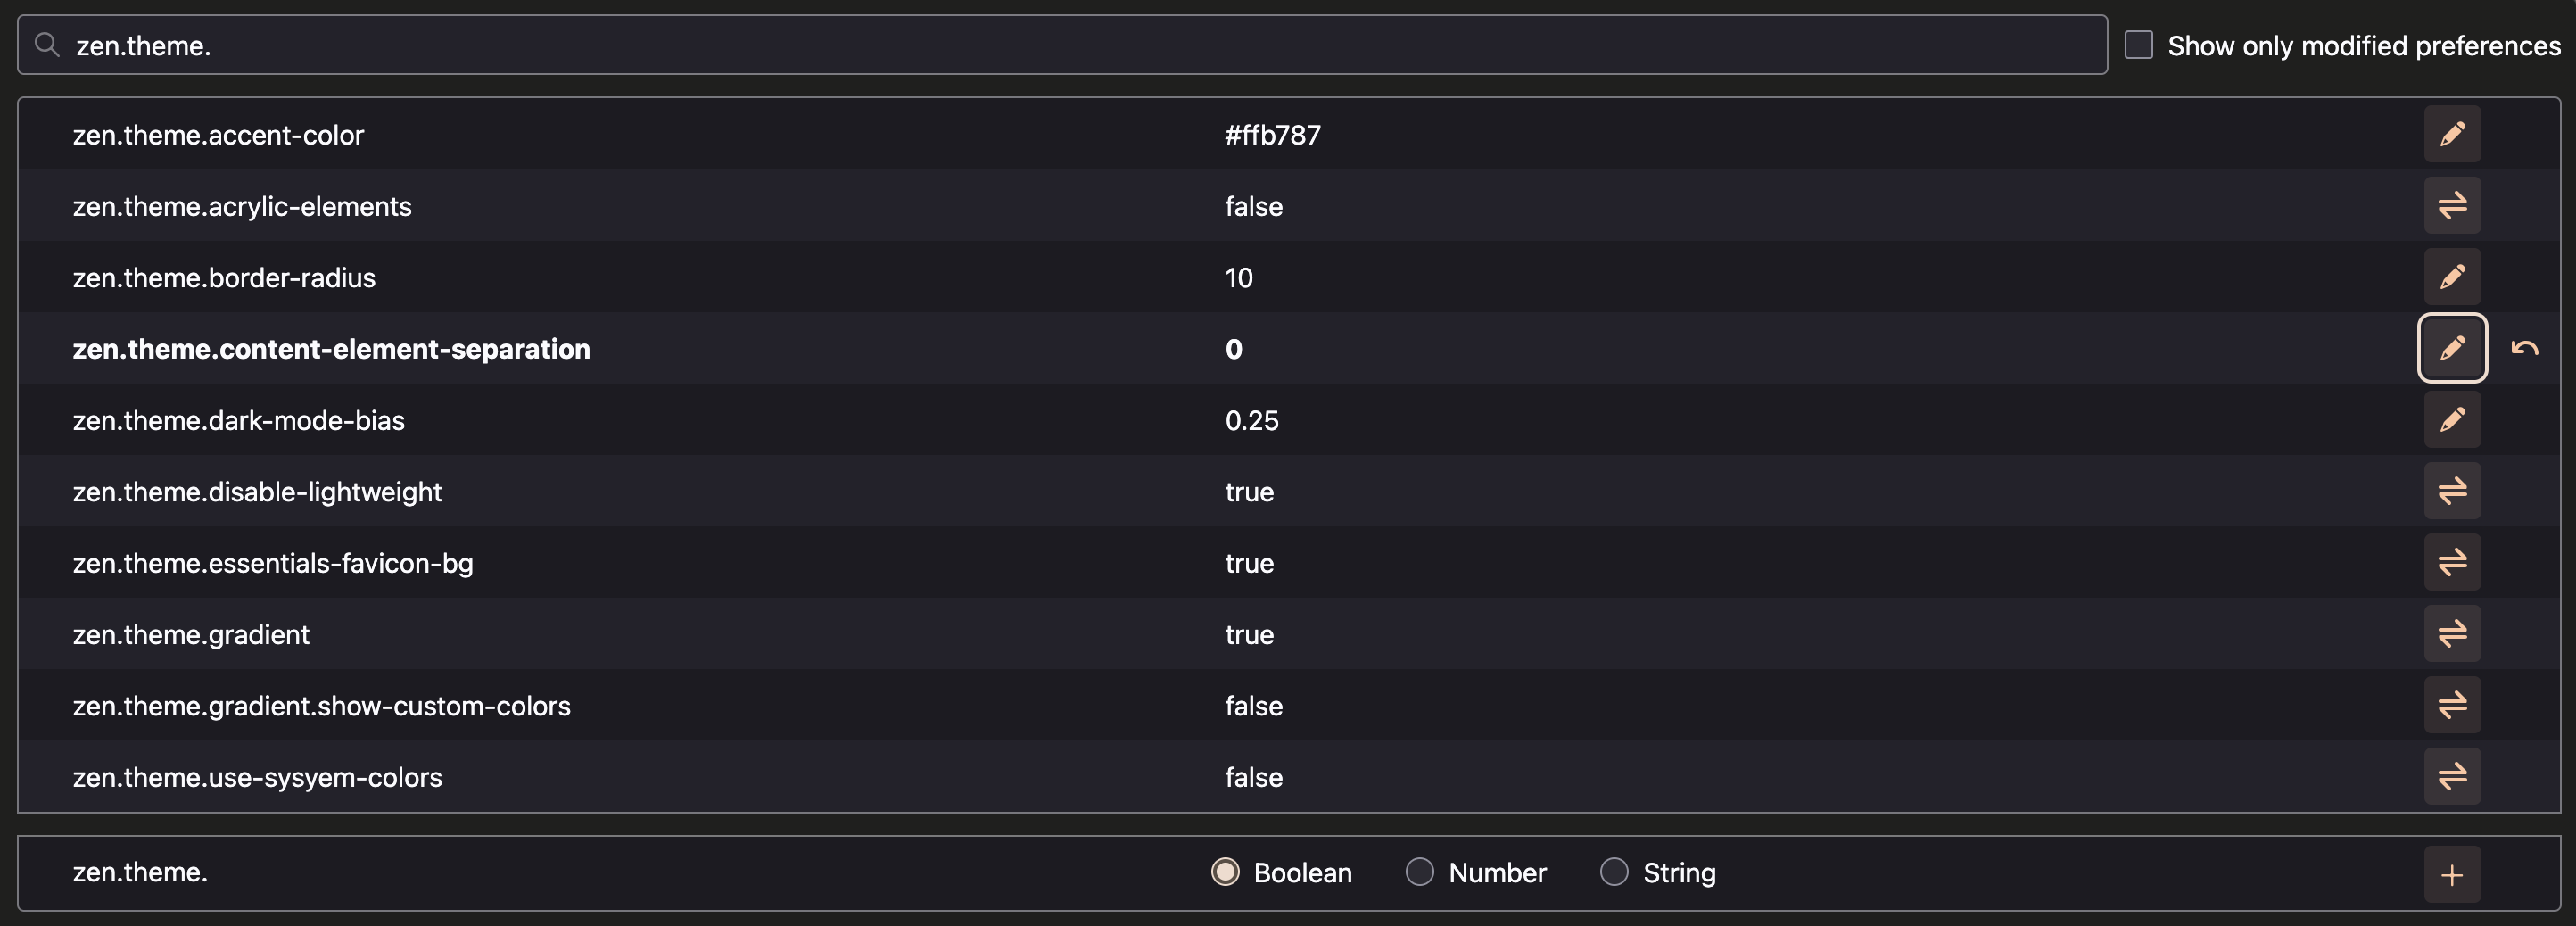 zen.theme.
Show only modified preferences
zen.theme.accent-color #ffb787
zen.theme.acrylic-elements false
zen.theme.border-radius 10
zen.theme.content-element-separation 0
zen.theme.dark-mode-bias 0.25
zen.theme.disable-lightweight true
zen.theme.essentials-favicon-bg true
zen.theme.gradient true
zen.theme.gradient.show-custom-colors false
zen.theme.use-sysyem-colors false
zen.theme. Boolean Number String